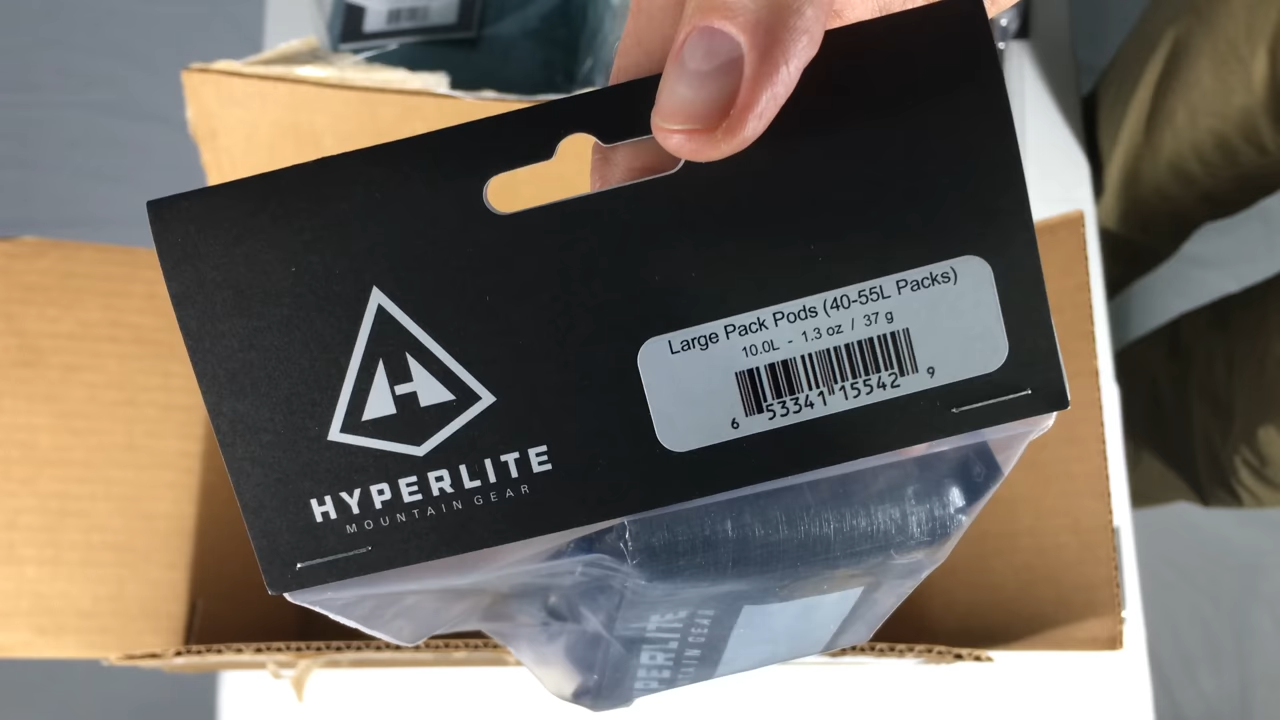 HYPERLITE
MOUNTAIN GEAR
Large Pack Pods (40-55L Packs)
10.0L - 1.3 oz / 37 g
6 53341 15542 9